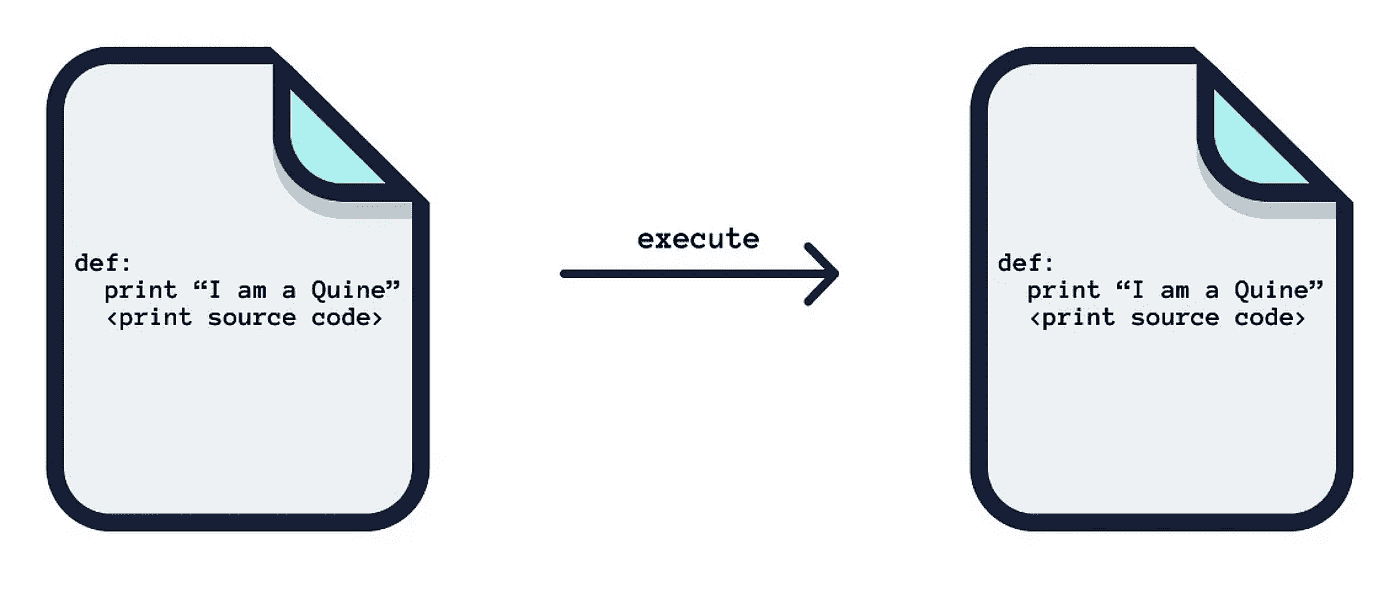 def:
print “I am a Quine”
<print source code>
execute
def:
print “I am a Quine”
<print source code>